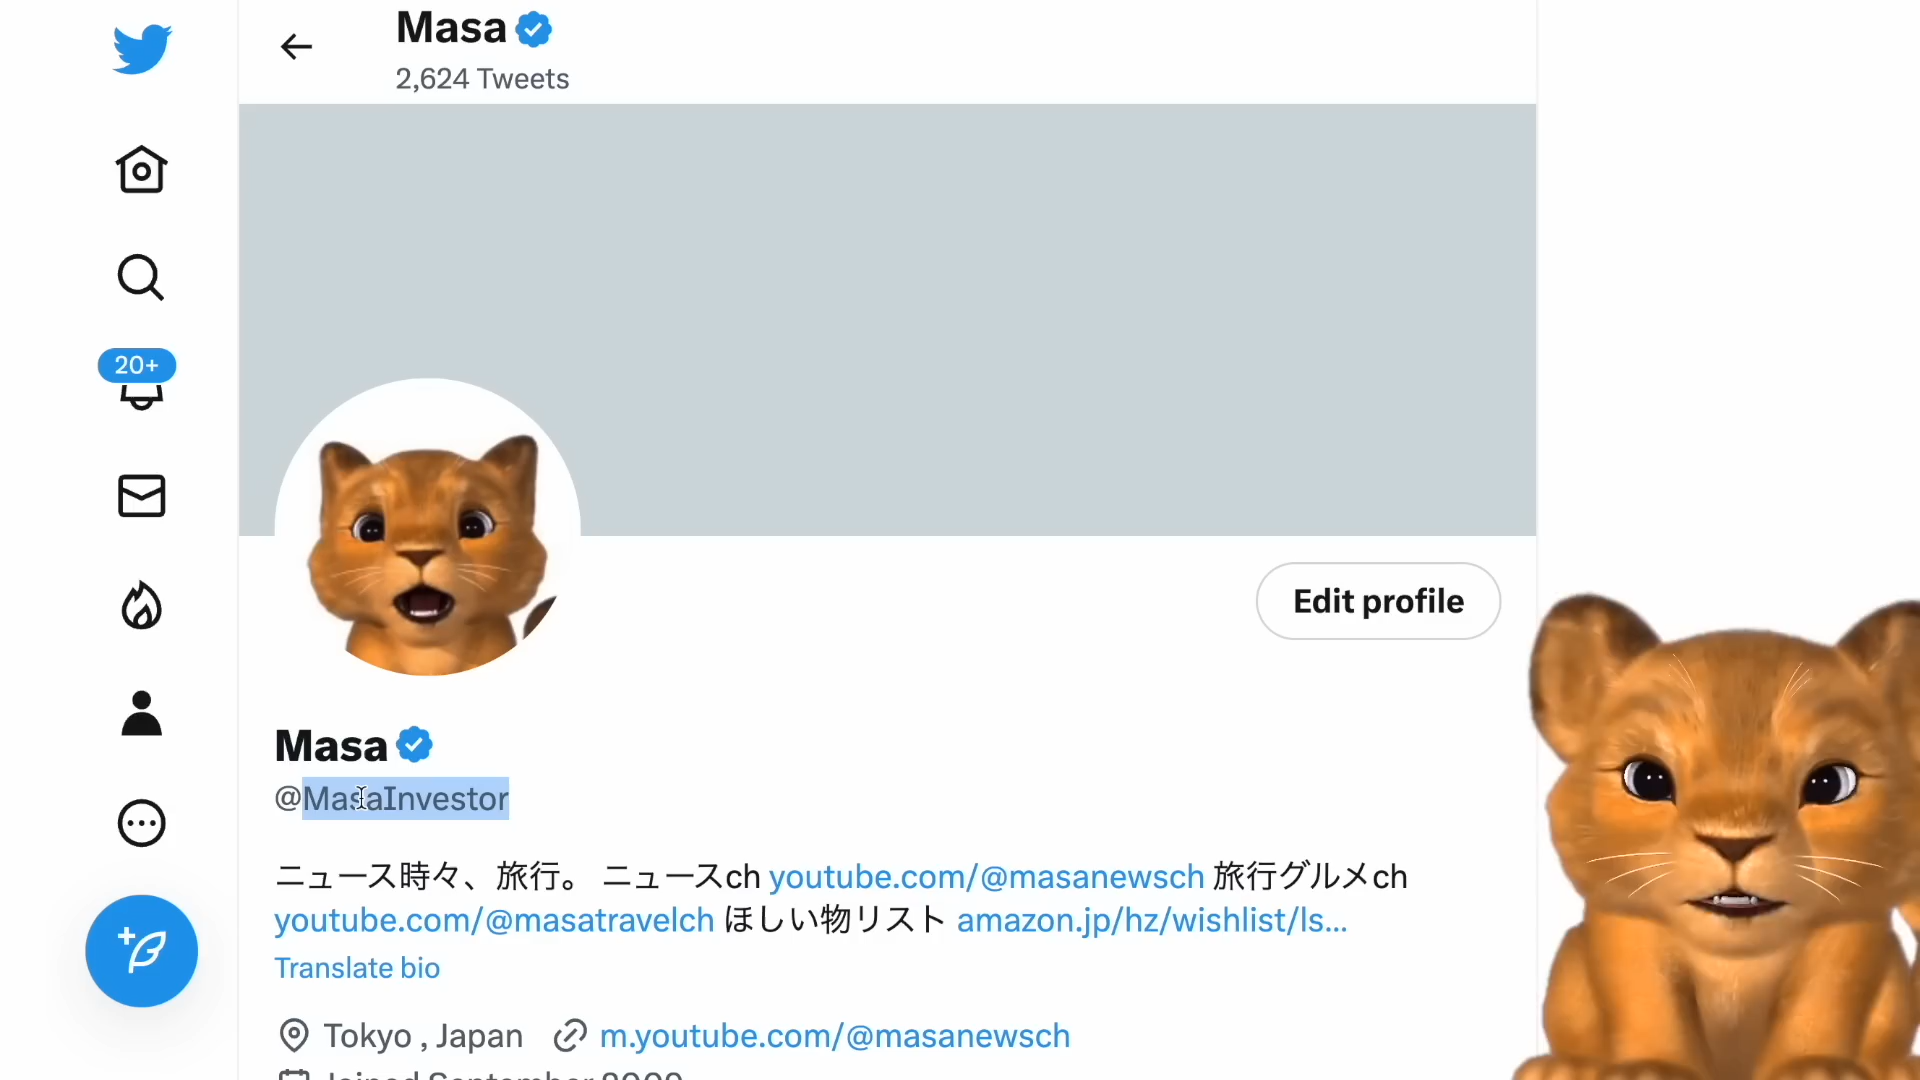 Masa
2,624 Tweets
20+
Edit profile
Masa
@MasaInvestor
ニュース時々、旅行。 ニュースch youtube.com/@masanewsch 旅行グルメch
youtube.com/@masatravelch ほしい物リスト amazon.jp/hz/wishlist/ls…
Translate bio
Tokyo , Japan m.youtube.com/@masanewsch
Joined September